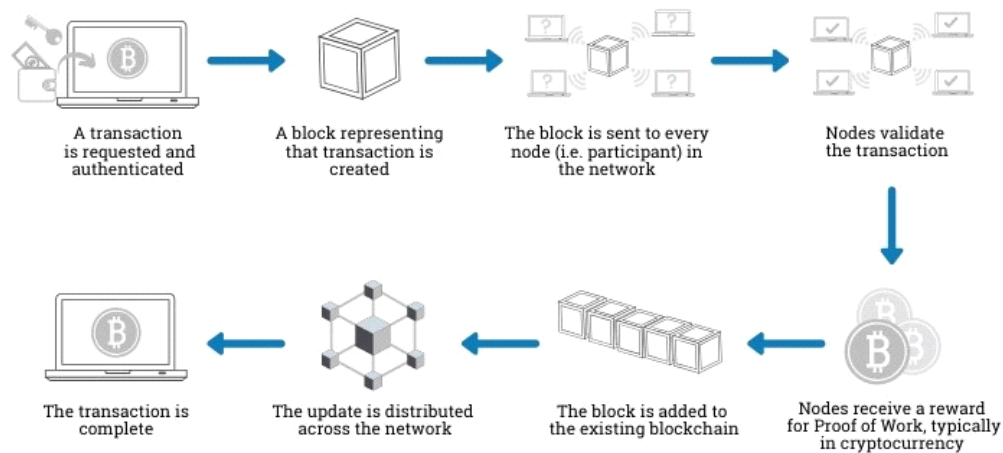 A transaction
is requested and
authenticated
A block representing
that transaction is
created
The block is sent to every
node (i.e. participant) in
the network
Nodes validate
the transaction
Nodes receive a reward
for Proof of Work, typically
in cryptocurrency
The block is added to
the existing blockchain
The update is distributed
across the network
The transaction is
complete